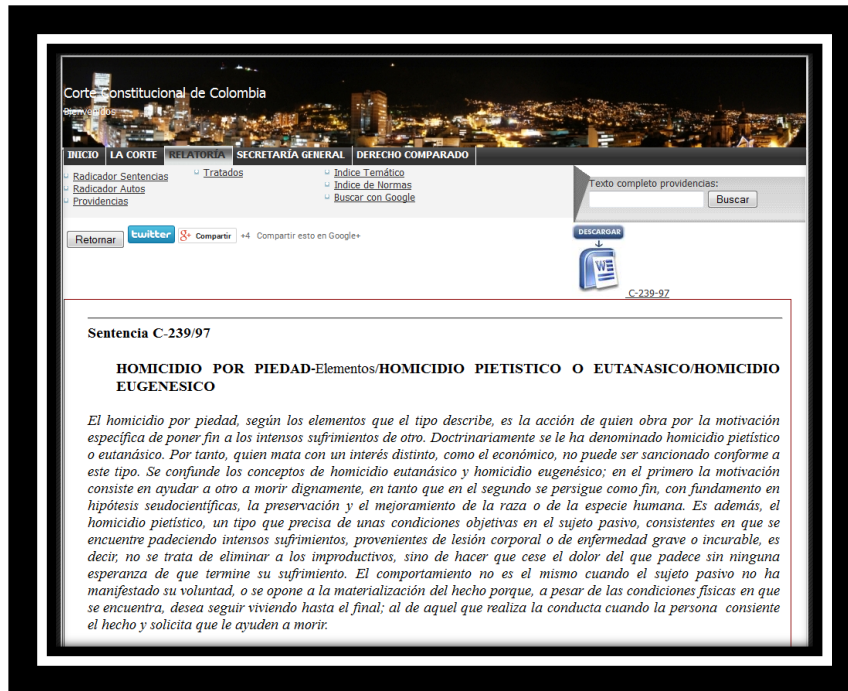 Corte Constitucional de Colombia
Bienvenidos
INICIO LA CORTE RELATORÍA SECRETARÍA GENERAL DERECHO COMPARADO
Radicador Sentencias
Radicador Autos
Providencias
Tratados
Indice Temático
Indice de Normas
Buscar con Google
Texto completo providencias:
Buscar
Retornar twitter g+ Compartir +4 Compartir esto en Google+
DESCARGAR
W
C-239-97
Sentencia C-239/97
HOMICIDIO POR PIEDAD-Elementos/HOMICIDIO PIETISTICO O EUTANASICO/HOMICIDIO
EUGENESICO
El homicidio por piedad, según los elementos que el tipo describe, es la acción de quien obra por la motivación
específica de poner fin a los intensos sufrimientos de otro. Doctrinariamente se le ha denominado homicidio pietístico
o eutanásico. Por tanto, quien mata con un interés distinto, como el económico, no puede ser sancionado conforme a
este tipo. Se confunde los conceptos de homicidio eutanásico y homicidio eugenésico; en el primero la motivación
consiste en ayudar a otro a morir dignamente, en tanto que en el segundo se persigue como fin, con fundamento en
hipótesis seudocientíficas, la preservación y el mejoramiento de la raza o de la especie humana. Es además, el
homicidio pietístico, un tipo que precisa de unas condiciones objetivas en el sujeto pasivo, consistentes en que se
encuentre padeciendo intensos sufrimientos, provenientes de lesión corporal o de enfermedad grave o incurable, es
decir, no se trata de eliminar a los improductivos, sino de hacer que cese el dolor del que padece sin ninguna
esperanza de que termine su sufrimiento. El comportamiento no es el mismo cuando el sujeto pasivo no ha
manifestado su voluntad, o se opone a la materialización del hecho porque, a pesar de las condiciones físicas en que
se encuentra, desea seguir viviendo hasta el final; al de aquel que realiza la conducta cuando la persona consiente
el hecho y solicita que le ayuden a morir.